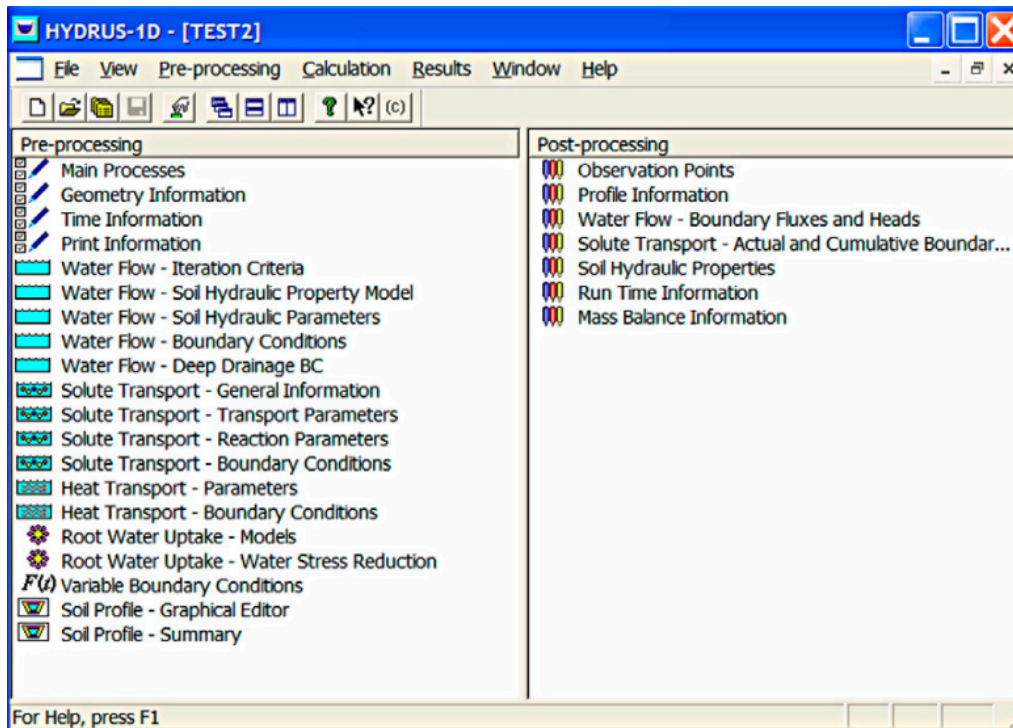 HYDRUS-1D - [TEST2]
File View Pre-processing Calculation Results Window Help
Pre-processing
Main Processes
Geometry Information
Time Information
Print Information
Water Flow - Iteration Criteria
Water Flow - Soil Hydraulic Property Model
Water Flow - Soil Hydraulic Parameters
Water Flow - Boundary Conditions
Water Flow - Deep Drainage BC
Solute Transport - General Information
Solute Transport - Transport Parameters
Solute Transport - Reaction Parameters
Solute Transport - Boundary Conditions
Heat Transport - Parameters
Heat Transport - Boundary Conditions
Root Water Uptake - Models
Root Water Uptake - Water Stress Reduction
F(t) Variable Boundary Conditions
Soil Profile - Graphical Editor
Soil Profile - Summary
Post-processing
Observation Points
Profile Information
Water Flow - Boundary Fluxes and Heads
Solute Transport - Actual and Cumulative Boundar...
Soil Hydraulic Properties
Run Time Information
Mass Balance Information
For Help, press F1